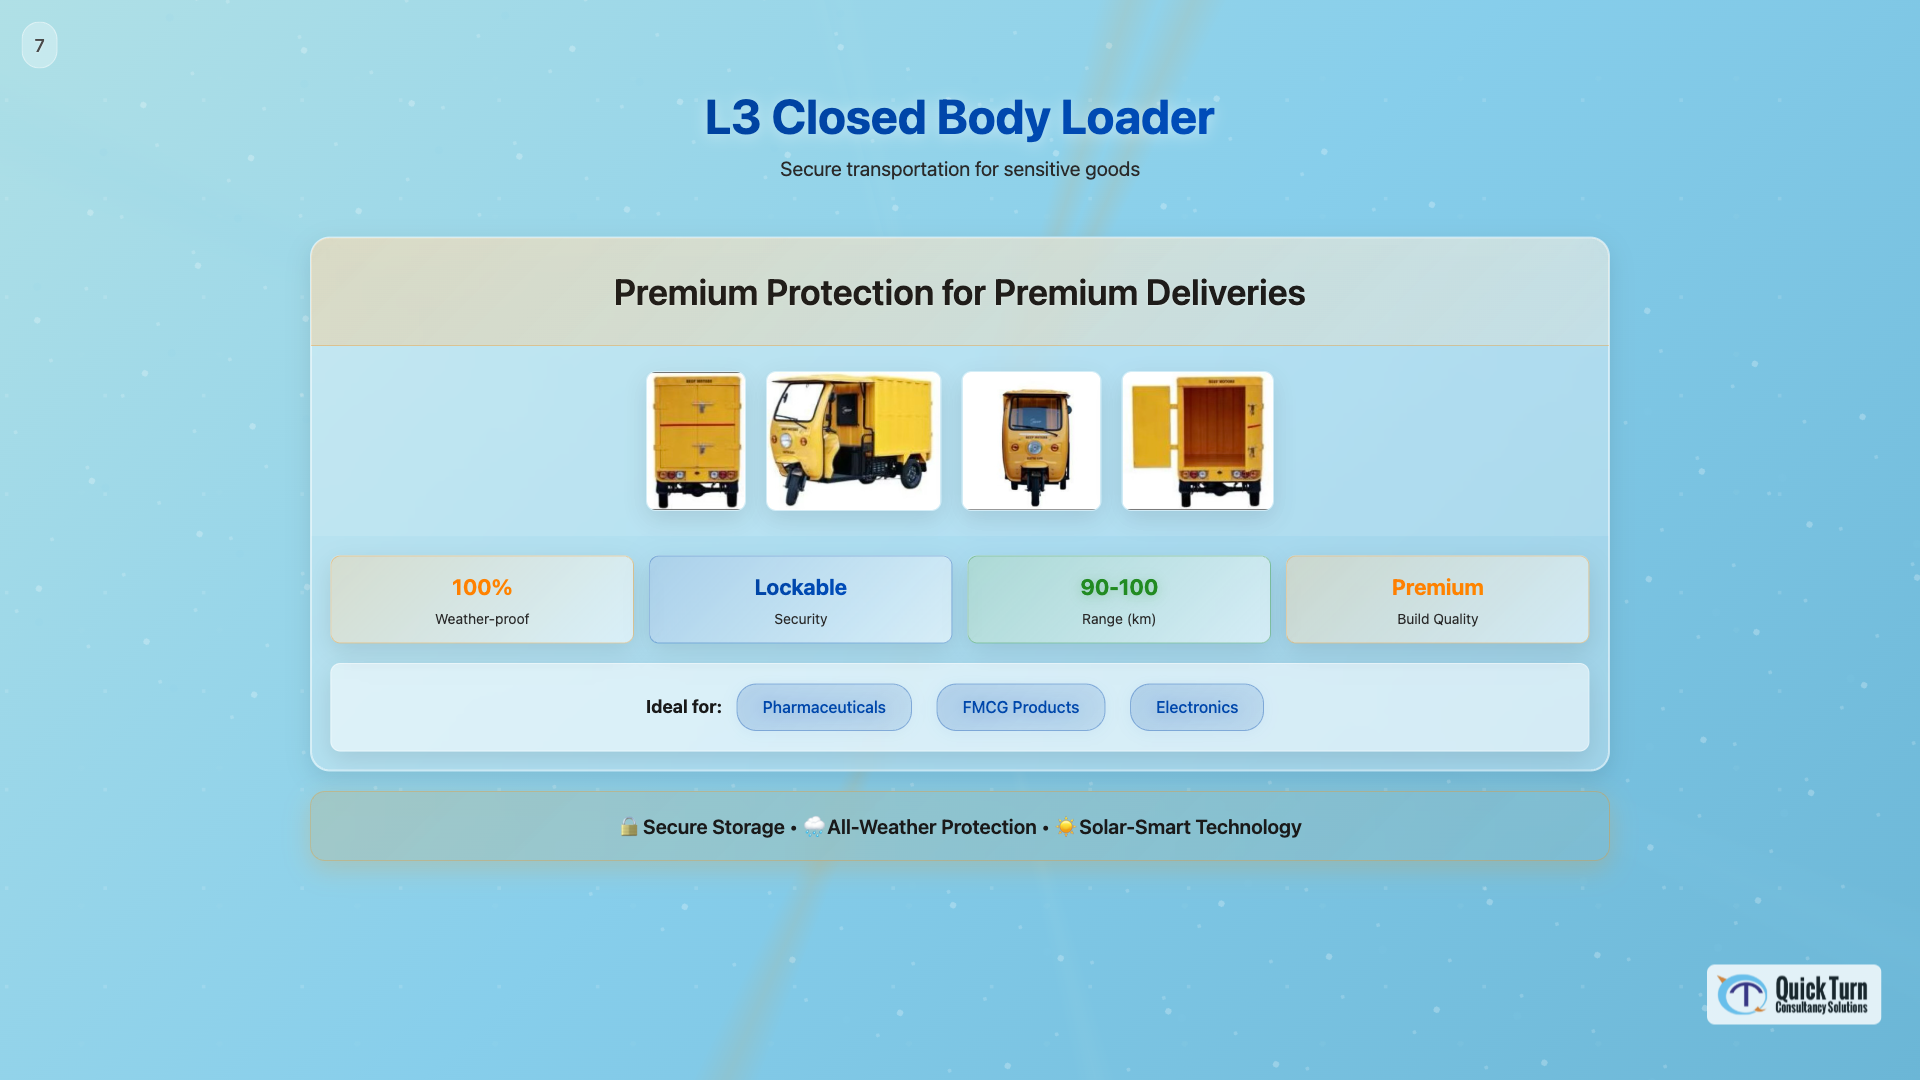 7
L3 Closed Body Loader
Secure transportation for sensitive goods
Premium Protection for Premium Deliveries
100%
Weather-proof
Lockable
Security
90-100
Range (km)
Premium
Build Quality
Ideal for:
Pharmaceuticals
FMCG Products
Electronics
🔓 Secure Storage • 🌧️ All-Weather Protection • ☀️ Solar-Smart Technology
Quick Turn
Consultancy Solutions